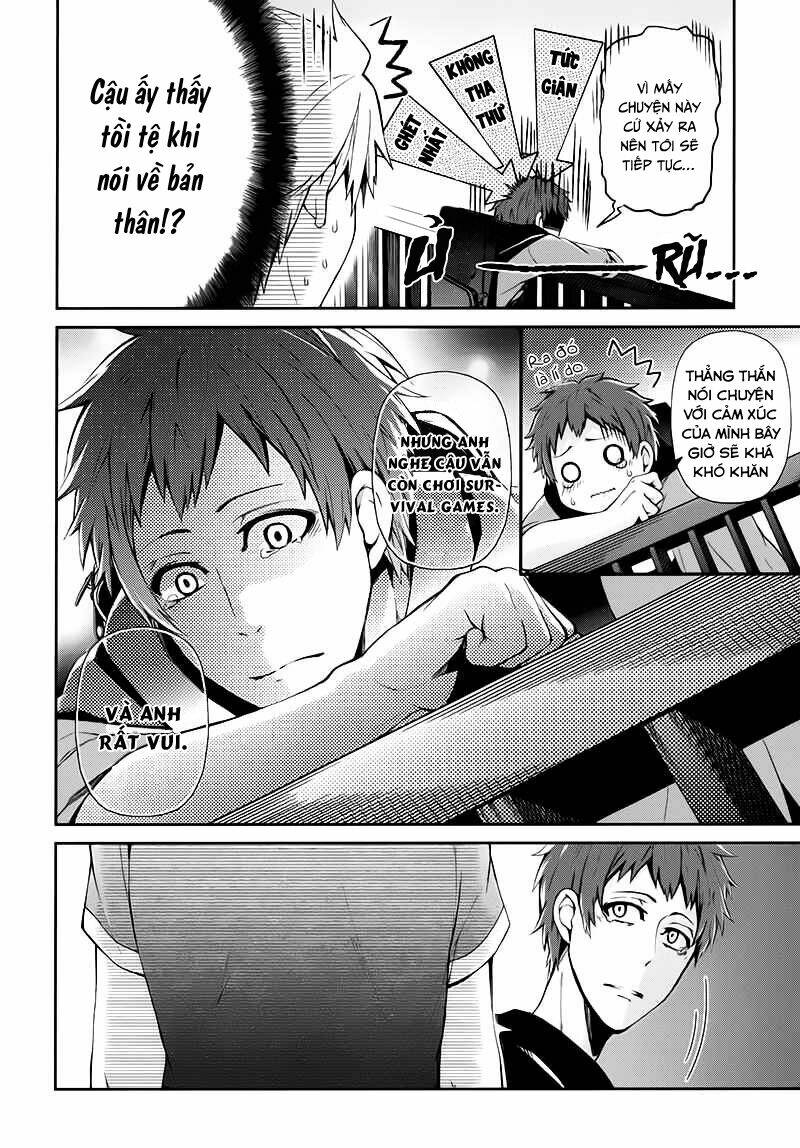 VÌ MẤY
CHUYỆN NÀY
CỨ XẢY RA
NÊN TỚI SẼ
TIẾP TỤC...
TỨC
GIẬN
KHÔNG
THA
THỨ
GHÉT
NHẤT
Cậu ấy thấy
tồi tệ khi
nói về bản
thân!?
Ủ
RŨ...
THẲNG THẮN
NÓI CHUYỆN
VỚI CẢM XÚC
CỦA MÌNH BÂY
GIỜ SẼ KHÁ
KHÓ KHĂN
Ra đó
là lí do
NHƯNG ANH
NGHE CẬU VẪN
CÒN CHƠI SUR-
VIVAL GAMES.
VÀ ANH
RẤT VUI.